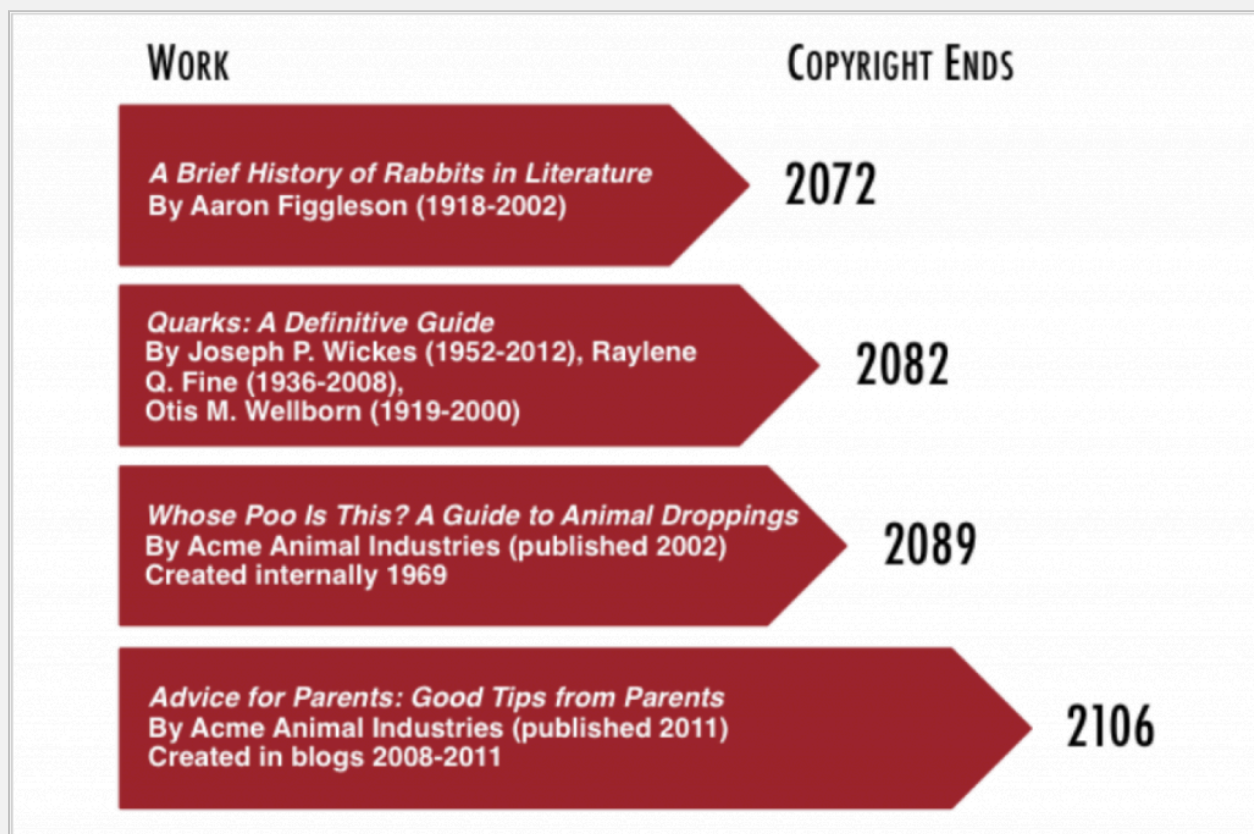 WORK
COPYRIGHT ENDS
A Brief History of Rabbits in Literature
By Aaron Figgleson (1918-2002)
2072
Quarks: A Definitive Guide
By Joseph P. Wickes (1952-2012), Raylene
Q. Fine (1936-2008),
Otis M. Wellborn (1919-2000)
2082
Whose Poo Is This? A Guide to Animal Droppings
By Acme Animal Industries (published 2002)
Created internally 1969
2089
Advice for Parents: Good Tips from Parents
By Acme Animal Industries (published 2011)
Created in blogs 2008-2011
2106